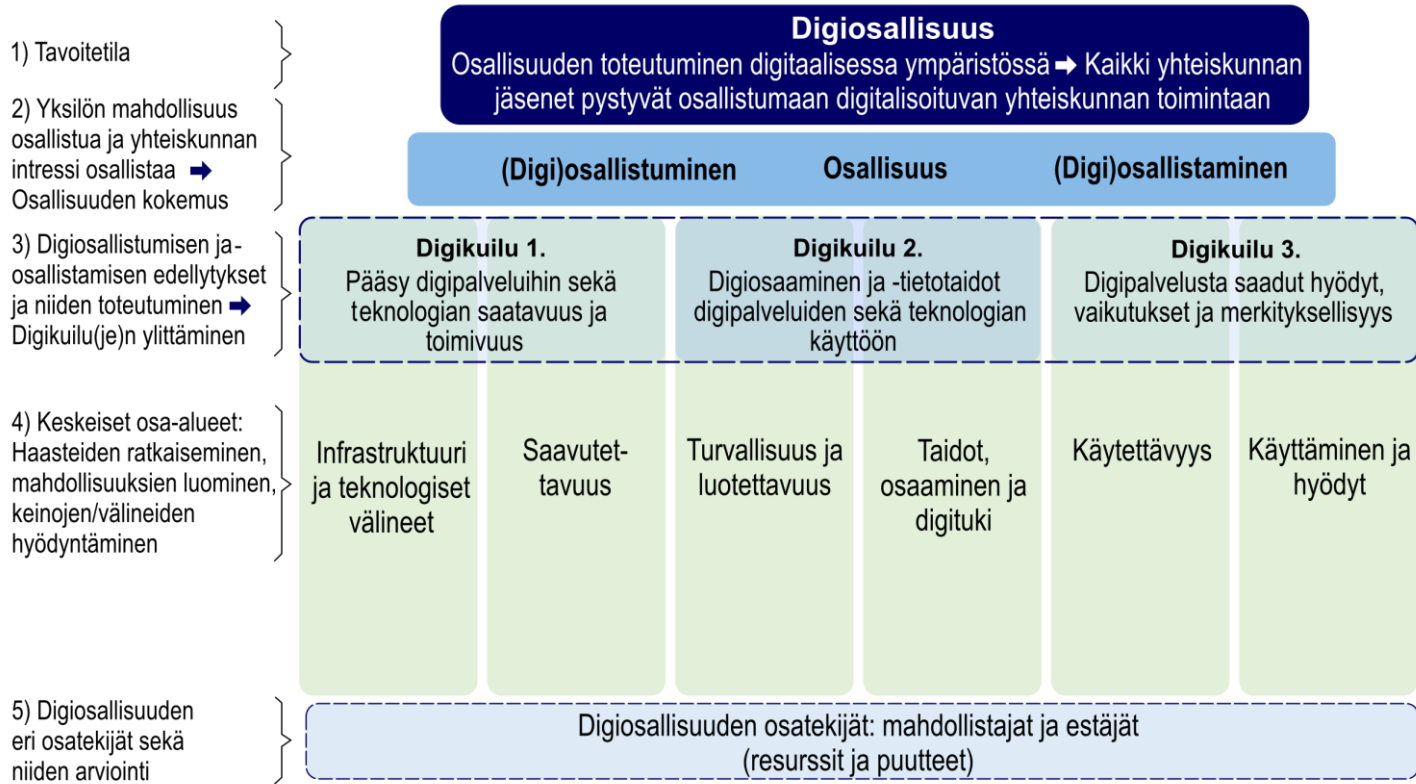 1) Tavoitetila
Digiosallisuus
Osallisuuden toteutuminen digitaalisessa ympäristössä ➡ Kaikki yhteiskunnan
jäsenet pystyvät osallistumaan digitalisoituvan yhteiskunnan toimintaan
2) Yksilön mahdollisuus
osallistua ja yhteiskunnan
intressi osallistaa ➡
Osallisuuden kokemus
(Digi)osallistuminen
Osallisuus
(Digi)osallistaminen
3) Digiosallistumisen ja-
osallistamisen edellytykset
ja niiden toteutuminen ➡
Digikuilu(je)n ylittäminen
Digikuilu 1.
Pääsy digipalveluihin sekä
teknologian saatavuus ja
toimivuus
Digikuilu 2.
Digiosaaminen ja -tietotaidot
digipalveluiden sekä teknologian
käyttöön
Digikuilu 3.
Digipalvelusta saadut hyödyt,
vaikutukset ja merkityksellisyys
4) Keskeiset osa-alueet:
Haasteiden ratkaiseminen,
mahdollisuuksien luominen,
keinojen/välineiden
hyödyntäminen
Infrastruktuuri
ja teknologiset
välineet
Saavutet-
tavuus
Turvallisuus ja
luotettavuus
Taidot,
osaaminen ja
digituki
Käytettävyys
Käyttäminen ja
hyödyt
5) Digiosallisuuden
eri osatekijät sekä
niiden arviointi
Digiosallisuuden osatekijät: mahdollistajat ja estäjät
(resurssit ja puutteet)